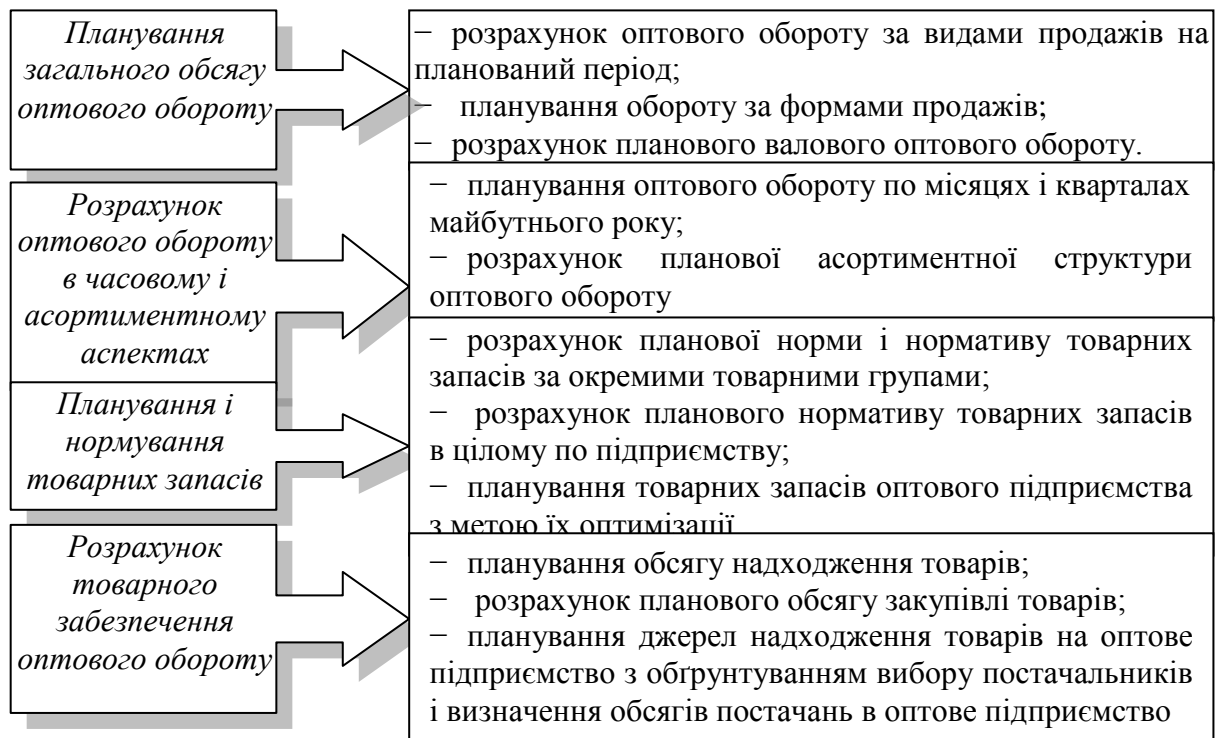 Планування
загального обсягу
оптового обороту
− розрахунок оптового обороту за видами продажів на
планований період;
− планування обороту за формами продажів;
− розрахунок планового валового оптового обороту.
Розрахунок
оптового обороту
в часовому і
асортиментному
аспектах
− планування оптового обороту по місяцях і кварталах
майбутнього року;
− розрахунок планової асортиментної структури
оптового обороту
Планування і
нормування
товарних запасів
− розрахунок планової норми і нормативу товарних
запасів за окремими товарними групами;
− розрахунок планового нормативу товарних запасів
в цілому по підприємству;
− планування товарних запасів оптового підприємства
з метою їх оптимізації
Розрахунок
товарного
забезпечення
оптового обороту
− планування обсягу надходження товарів;
− розрахунок планового обсягу закупівлі товарів;
− планування джерел надходження товарів на оптове
підприємство з обґрунтуванням вибору постачальників
і визначення обсягів постачань в оптове підприємство